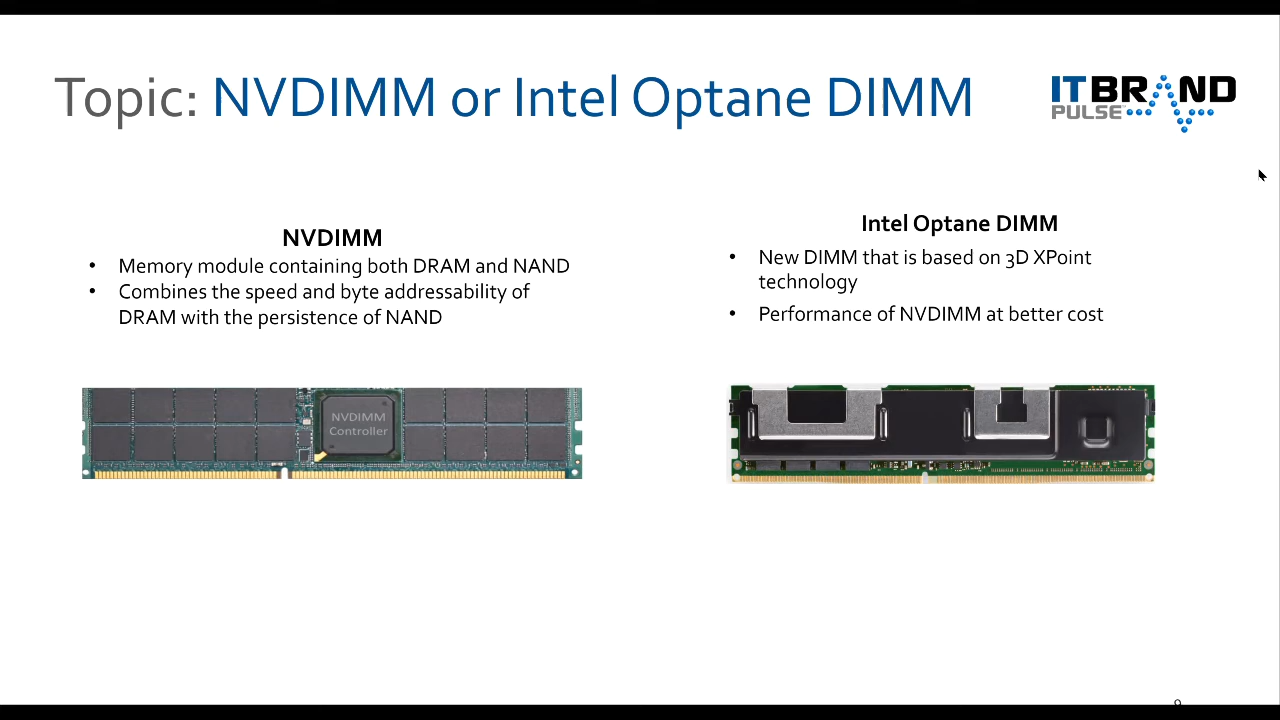 Topic: NVDIMM or Intel Optane DIMM
ITBRAND
PULSE
NVDIMM
• Memory module containing both DRAM and NAND
• Combines the speed and byte addressability of
DRAM with the persistence of NAND
Intel Optane DIMM
• New DIMM that is based on 3D XPoint
technology
• Performance of NVDIMM at better cost
NVDIMM
Controller